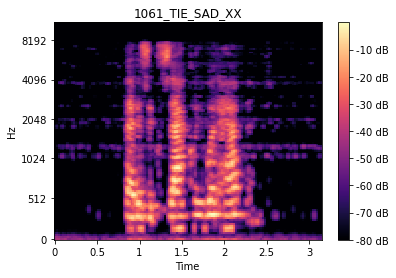 1061_TIE_SAD_XX
8192
4096
2048
1024
512
0
Hz
0 0.5 1 1.5 2 2.5 3
Time
-10 dB
-20 dB
-30 dB
-40 dB
-50 dB
-60 dB
-70 dB
-80 dB